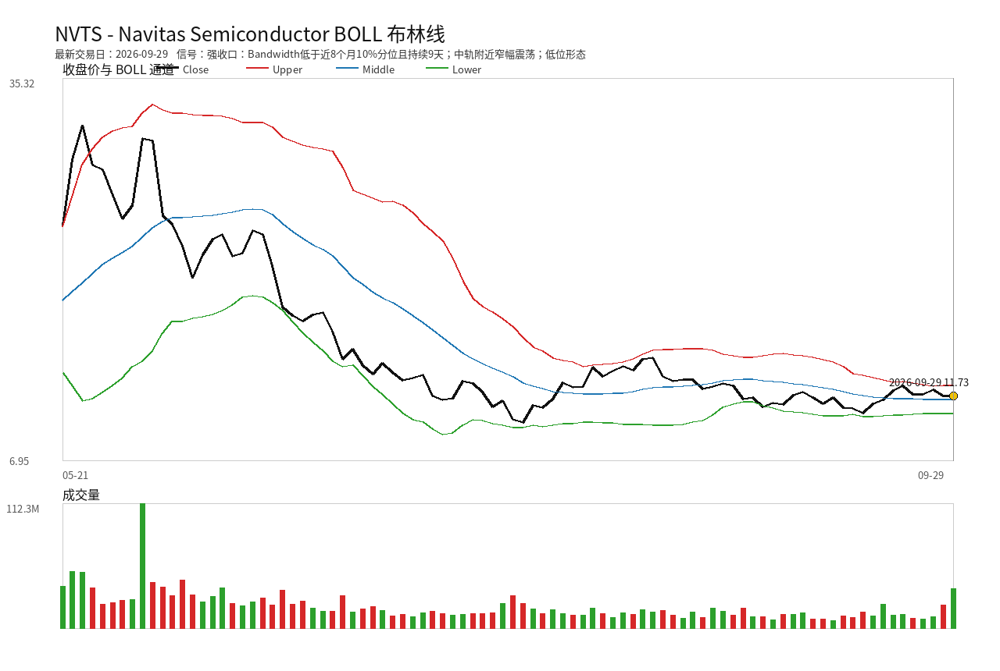 NVTS - Navitas Semiconductor BOLL 布林线
最新交易日：2026-09-29 信号：强收口：Bandwidth低于近8个月10%分位且持续9天；中轨附近窄幅震荡；低位形态
收盘价与 BOLL 通道 Close Upper Middle Lower
35.32
2026-09-29 11.73
6.95
05-21 09-29
成交量
112.3M